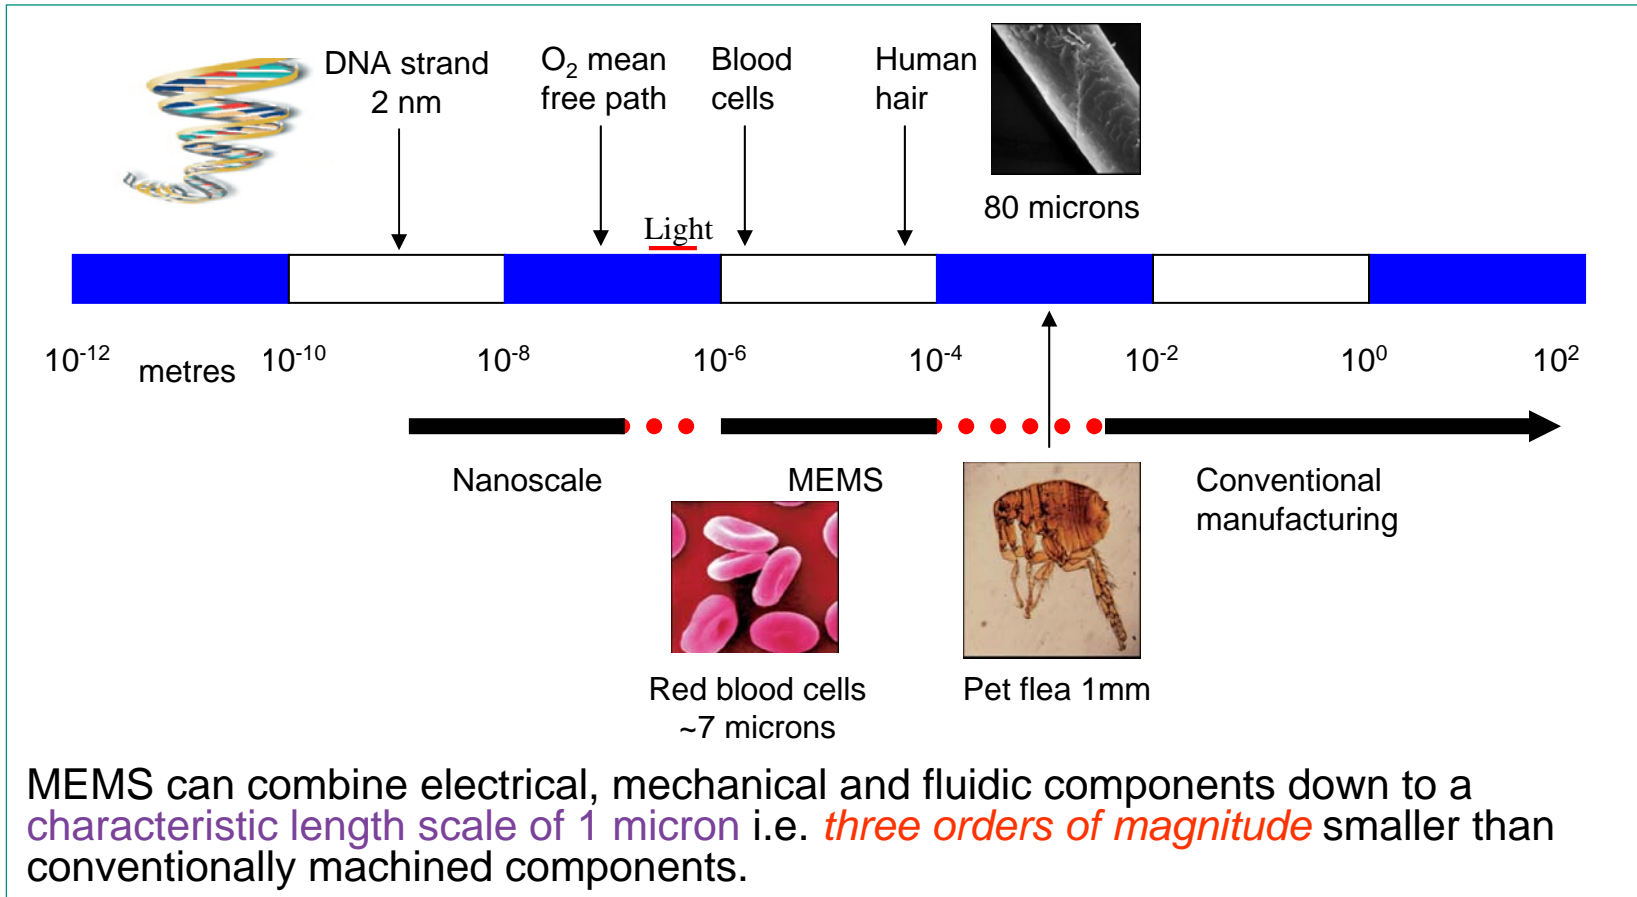 DNA strand
2 nm
O₂ mean
free path
Blood
cells
Human
hair
80 microns
Light
10⁻¹² metres 10⁻¹⁰ 10⁻⁸ 10⁻⁶ 10⁻⁴ 10⁻² 10⁰ 10²
Nanoscale
MEMS
Conventional
manufacturing
Red blood cells
~7 microns
Pet flea 1mm
MEMS can combine electrical, mechanical and fluidic components down to a
characteristic length scale of 1 micron i.e. three orders of magnitude smaller than
conventionally machined components.